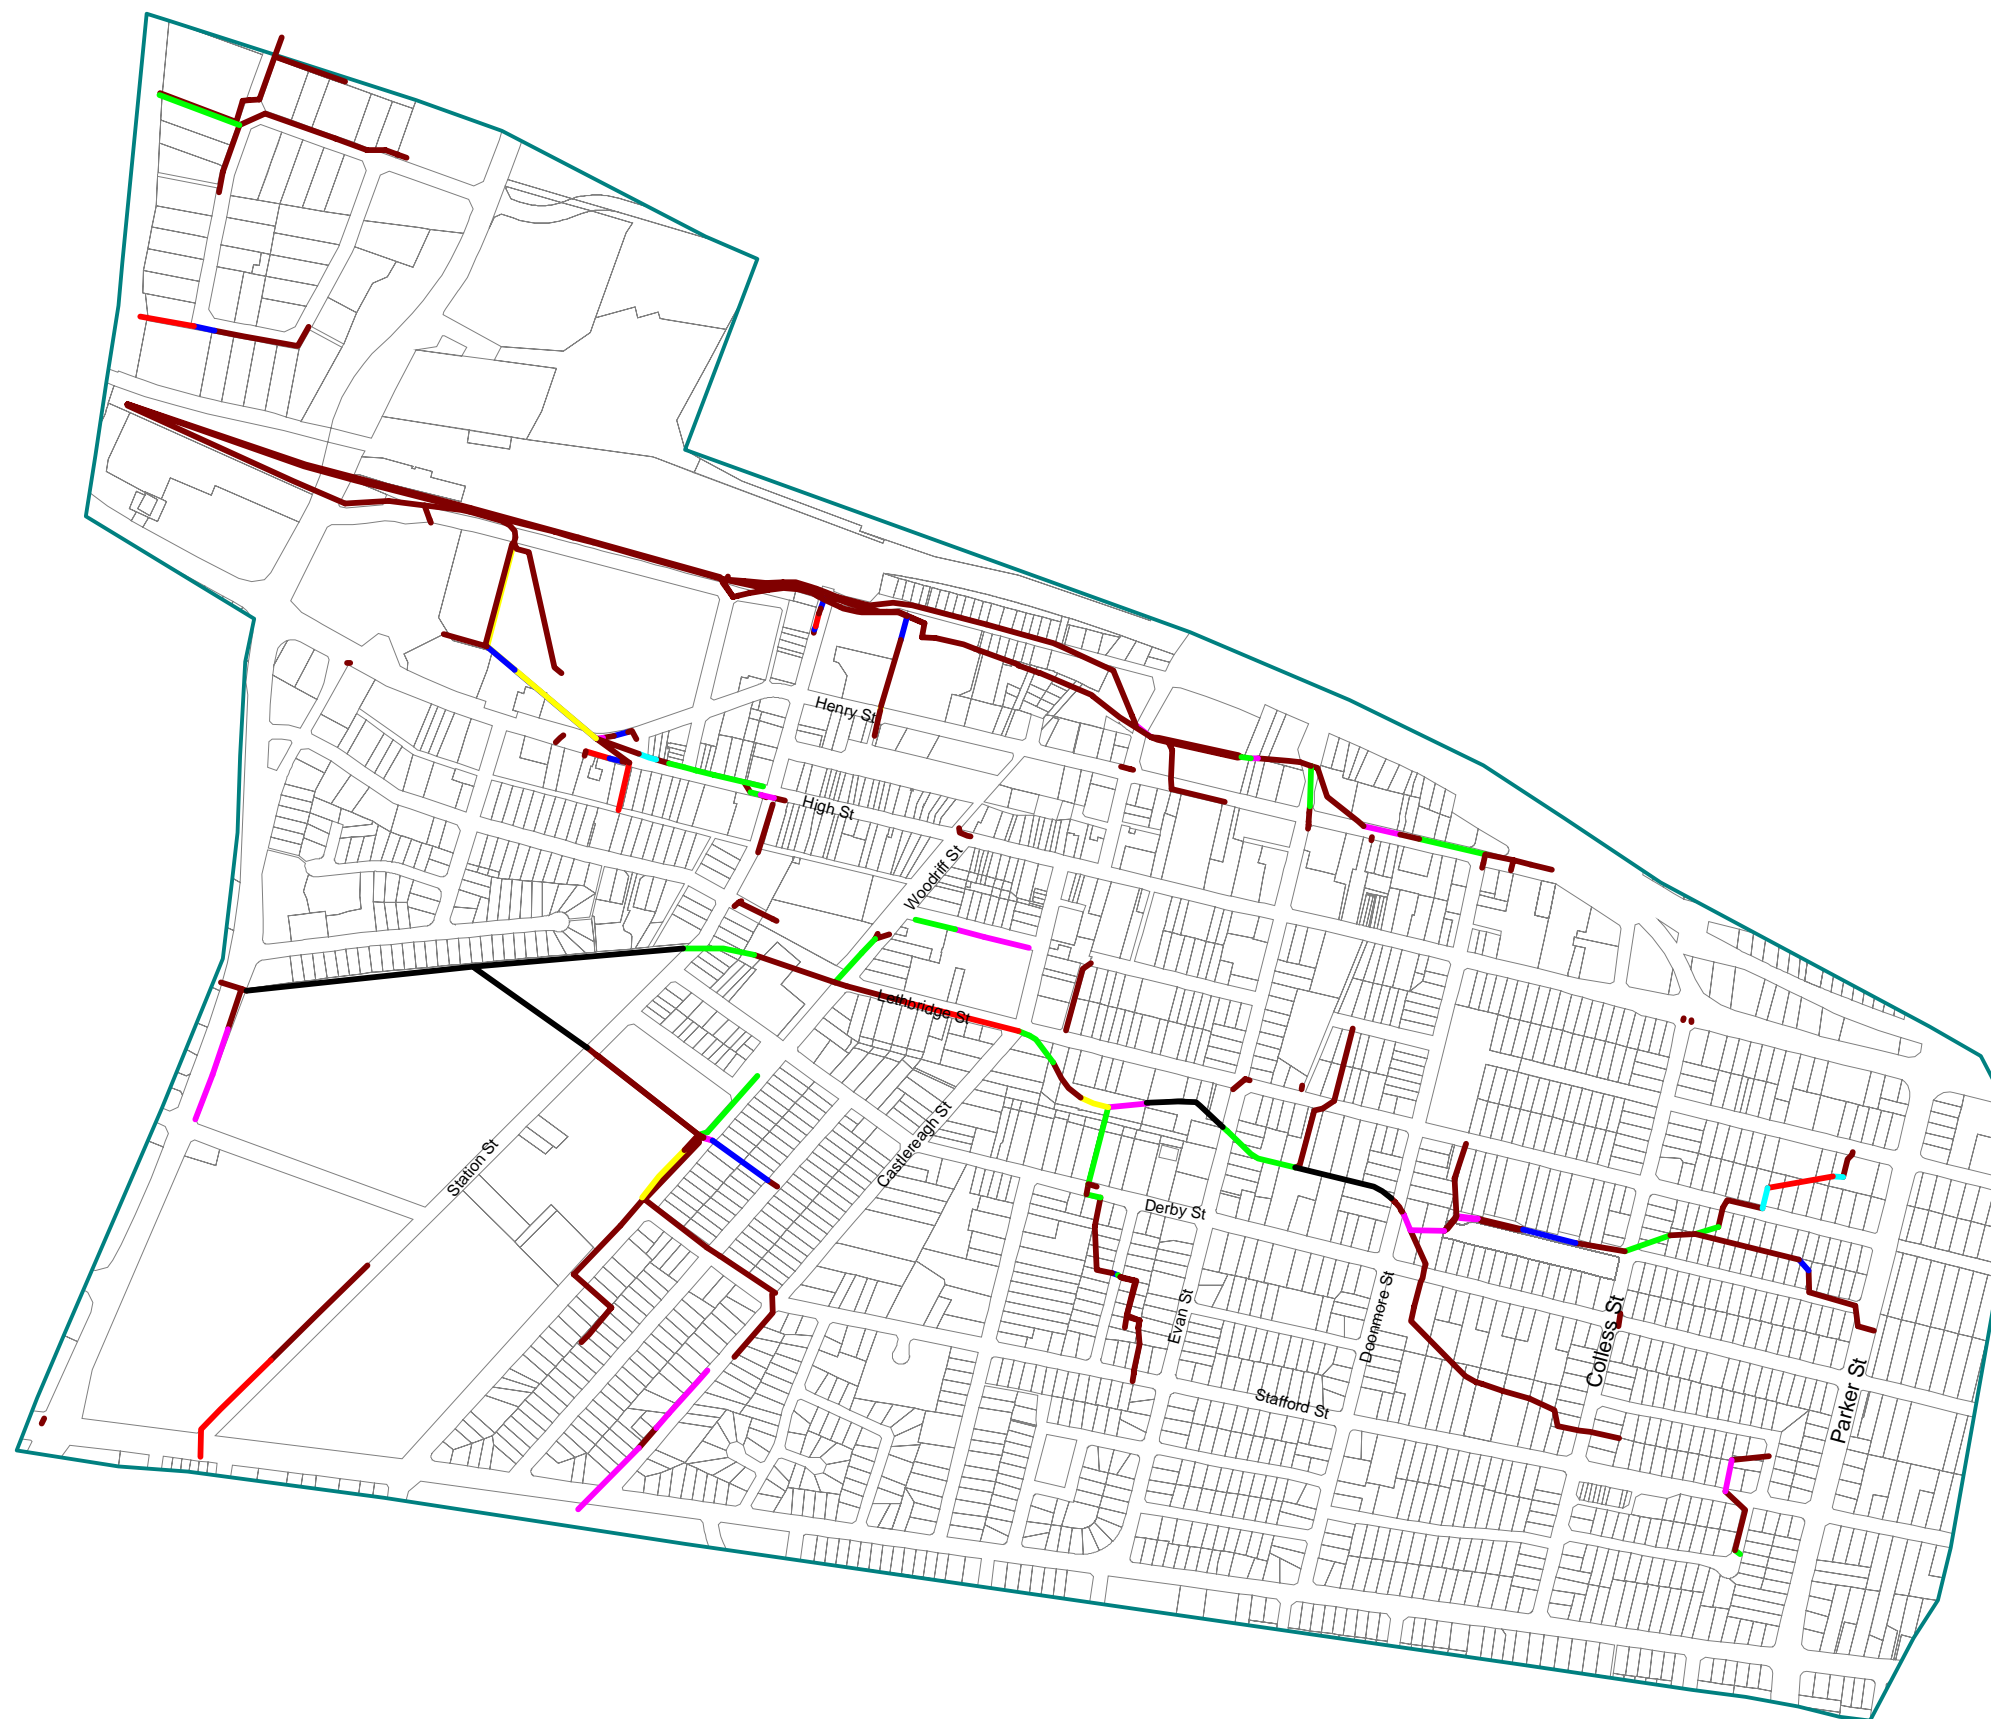 Henry St
High St
Woodriff St
Lethbridge St
Castlereagh St
Station St
Derby St
Evan St
Doonmore St
Colless St
Parker St
Stafford St